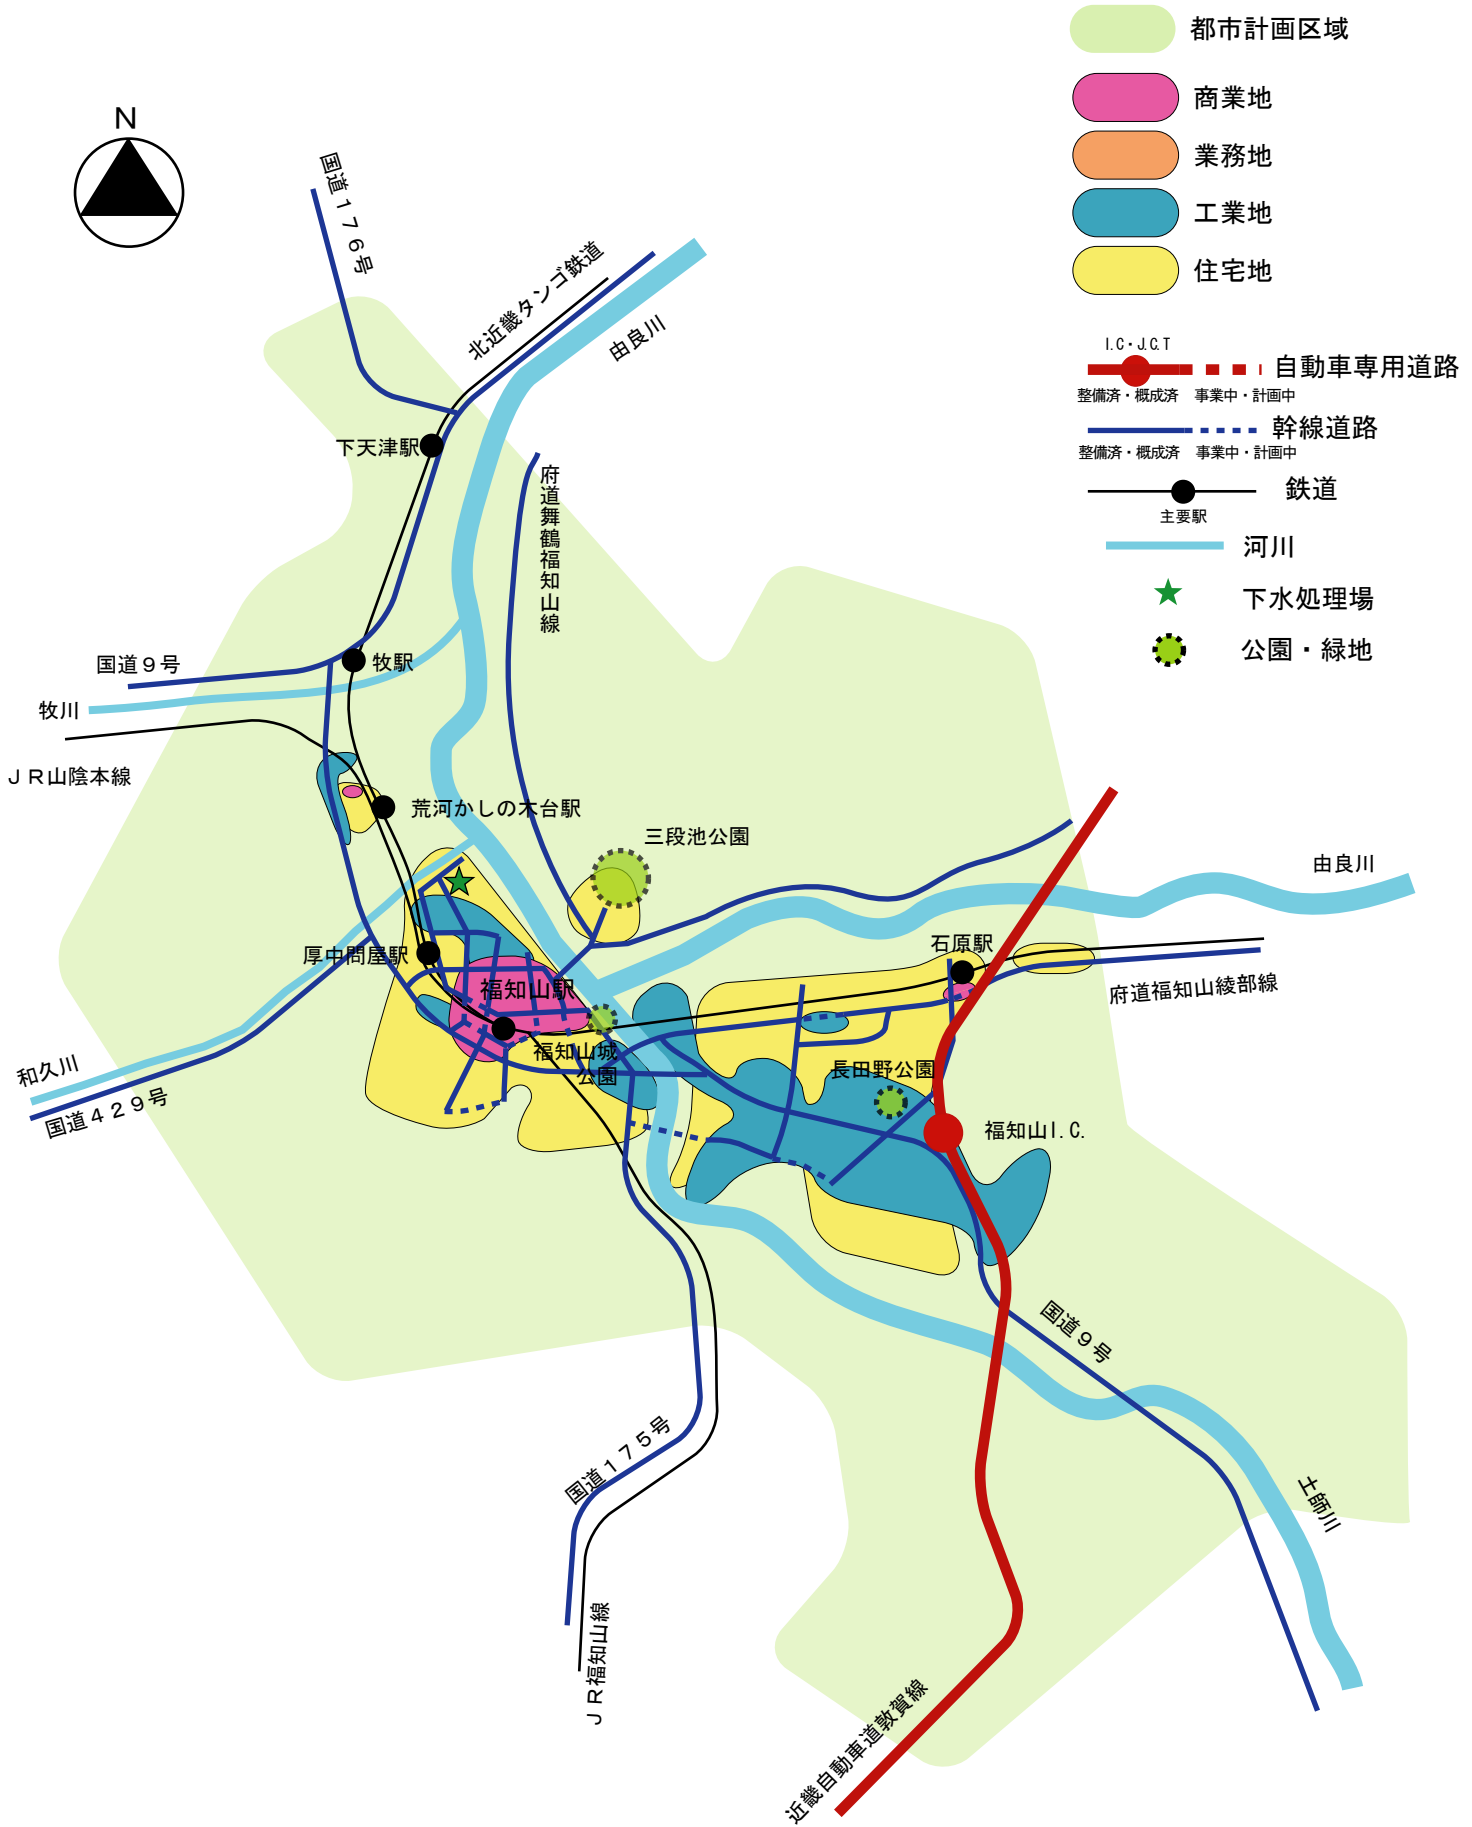 都市計画区域
商業地
業務地
工業地
住宅地
I.C・J.C.T
自動車専用道路
整備済・概成済
事業中・計画中
幹線道路
整備済・概成済
事業中・計画中
鉄道
主要駅
河川
下水処理場
公園・緑地
N
国道176号
北近畿タンゴ鉄道
由良川
下天津駅
府道舞鶴福知山線
国道9号
牧駅
牧川
JR山陰本線
荒河かしの木台駅
三段池公園
由良川
厚中問屋駅
石原駅
福知山駅
府道福知山綾部線
福知山城
公園
長田野公園
和久川
国道429号
福知山I.C.
国道9号
国道175号
土師川
JR福知山線
近畿自動車道敦賀線